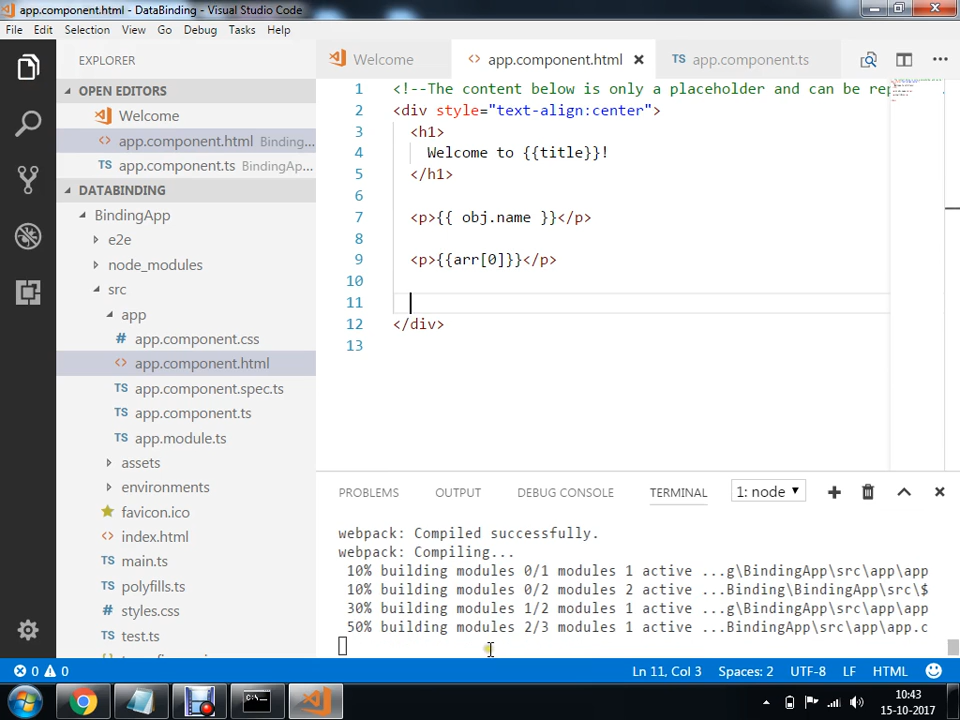 app.component.html - DataBinding - Visual Studio Code
File Edit Selection View Go Debug Tasks Help
EXPLORER
OPEN EDITORS
Welcome
app.component.html Binding...
app.component.ts BindingAp...
DATABINDING
BindingApp
e2e
node_modules
src
app
app.component.css
app.component.html
app.component.spec.ts
app.component.ts
app.module.ts
assets
environments
favicon.ico
index.html
main.ts
polyfills.ts
styles.css
test.ts
Welcome app.component.html app.component.ts
1 <!--The content below is only a placeholder and can be rep
2 <div style="text-align:center">
3 <h1>
4 Welcome to {{title}}!
5 </h1>
6
7 <p>{{ obj.name }}</p>
8
9 <p>{{arr[0]}}</p>
10
11
12 </div>
13
PROBLEMS OUTPUT DEBUG CONSOLE TERMINAL 1: node
webpack: Compiled successfully.
webpack: Compiling...
10% building modules 0/1 modules 1 active ...g\BindingApp\src\app\app
10% building modules 0/2 modules 2 active ...Binding\BindingApp\src\$
30% building modules 1/2 modules 1 active ...g\BindingApp\src\app\app
50% building modules 2/3 modules 1 active ...BindingApp\src\app\app.c
0 0 Ln 11, Col 3 Spaces: 2 UTF-8 LF HTML
10:43
15-10-2017